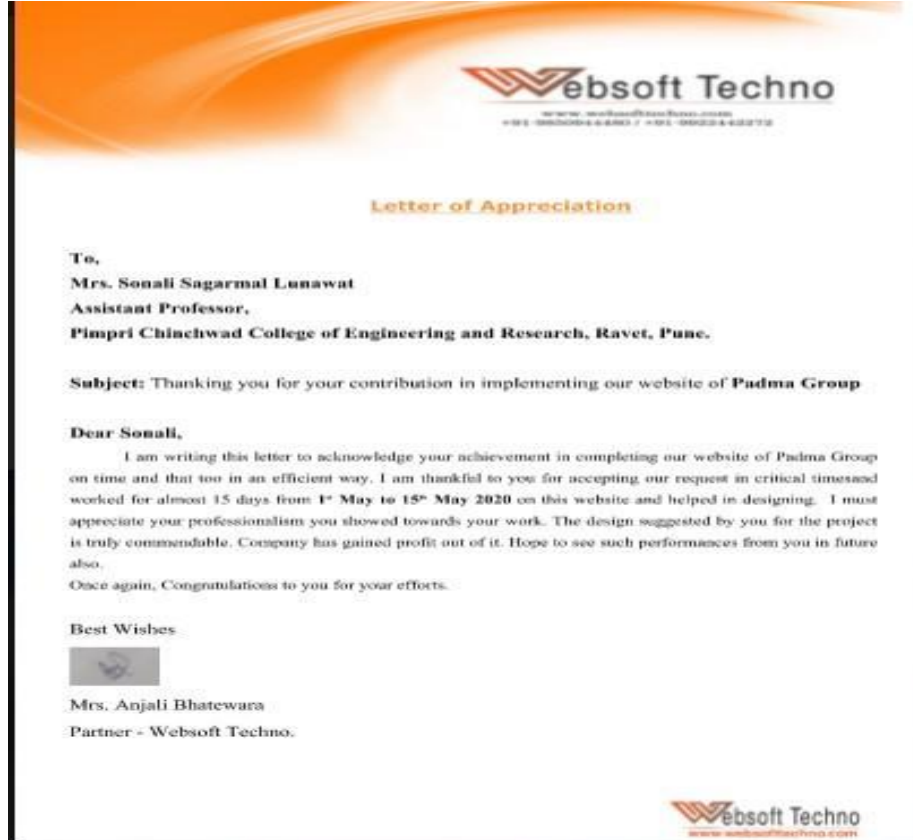 Websoft Techno
www.websofttechno.com
Letter of Appreciation
To,
Mrs. Sonali Sagarmal Lunawat
Assistant Professor,
Pimpri Chinchwad College of Engineering and Research, Ravet, Pune.
Subject: Thanking you for your contribution in implementing our website of Padma Group
Dear Sonali,
I am writing this letter to acknowledge your achievement in completing our website of Padma Group
on time and that too in an efficient way. I am thankful to you for accepting our request in critical timesand
worked for almost 15 days from 1st May to 15th May 2020 on this website and helped in designing. I must
appreciate your professionalism you showed towards your work. The design suggested by you for the project
is truly commendable. Company has gained profit out of it. Hope to see such performances from you in future
also.
Once again, Congratulations to you for your efforts.
Best Wishes
Mrs. Anjali Bhatewara
Partner - Websoft Techno.
Websoft Techno
www.websofttechno.com